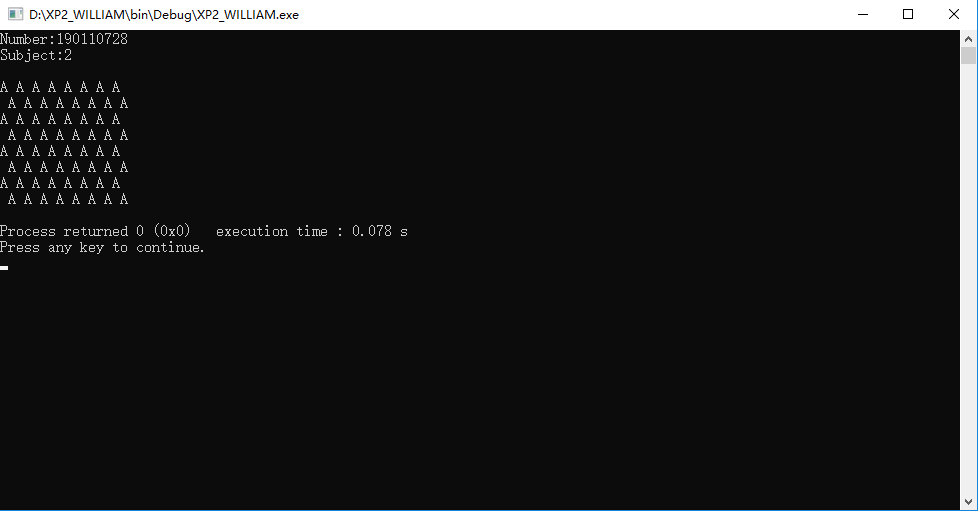 D:\XP2_WILLIAM\bin\Debug\XP2_WILLIAM.exe
Number:190110728
Subject:2
A A A A A A A A
 A A A A A A A A
A A A A A A A A
 A A A A A A A A
A A A A A A A A
 A A A A A A A A
A A A A A A A A
 A A A A A A A A
Process returned 0 (0x0)   execution time : 0.078 s
Press any key to continue.